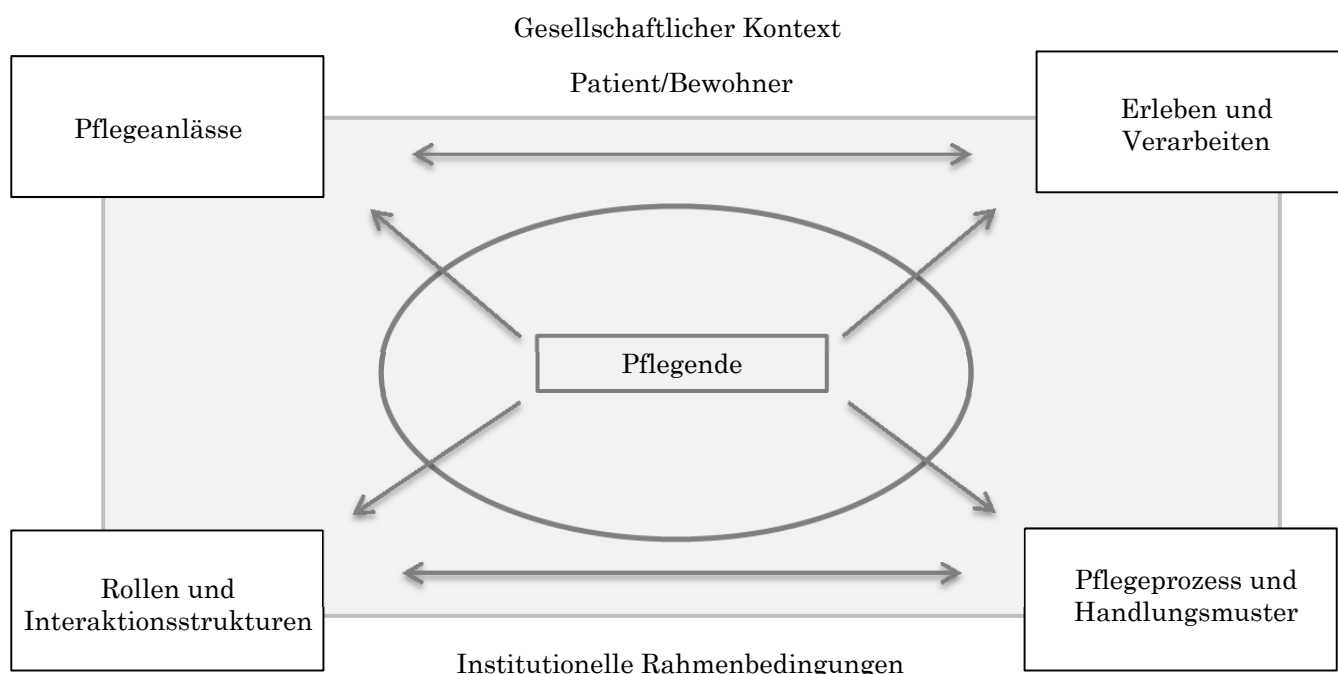 Gesellschaftlicher Kontext
Patient/Bewohner
Pflegeanlässe
Erleben und
Verarbeiten
Pflegende
Rollen und
Interaktionsstrukturen
Pflegeprozess und
Handlungsmuster
Institutionelle Rahmenbedingungen